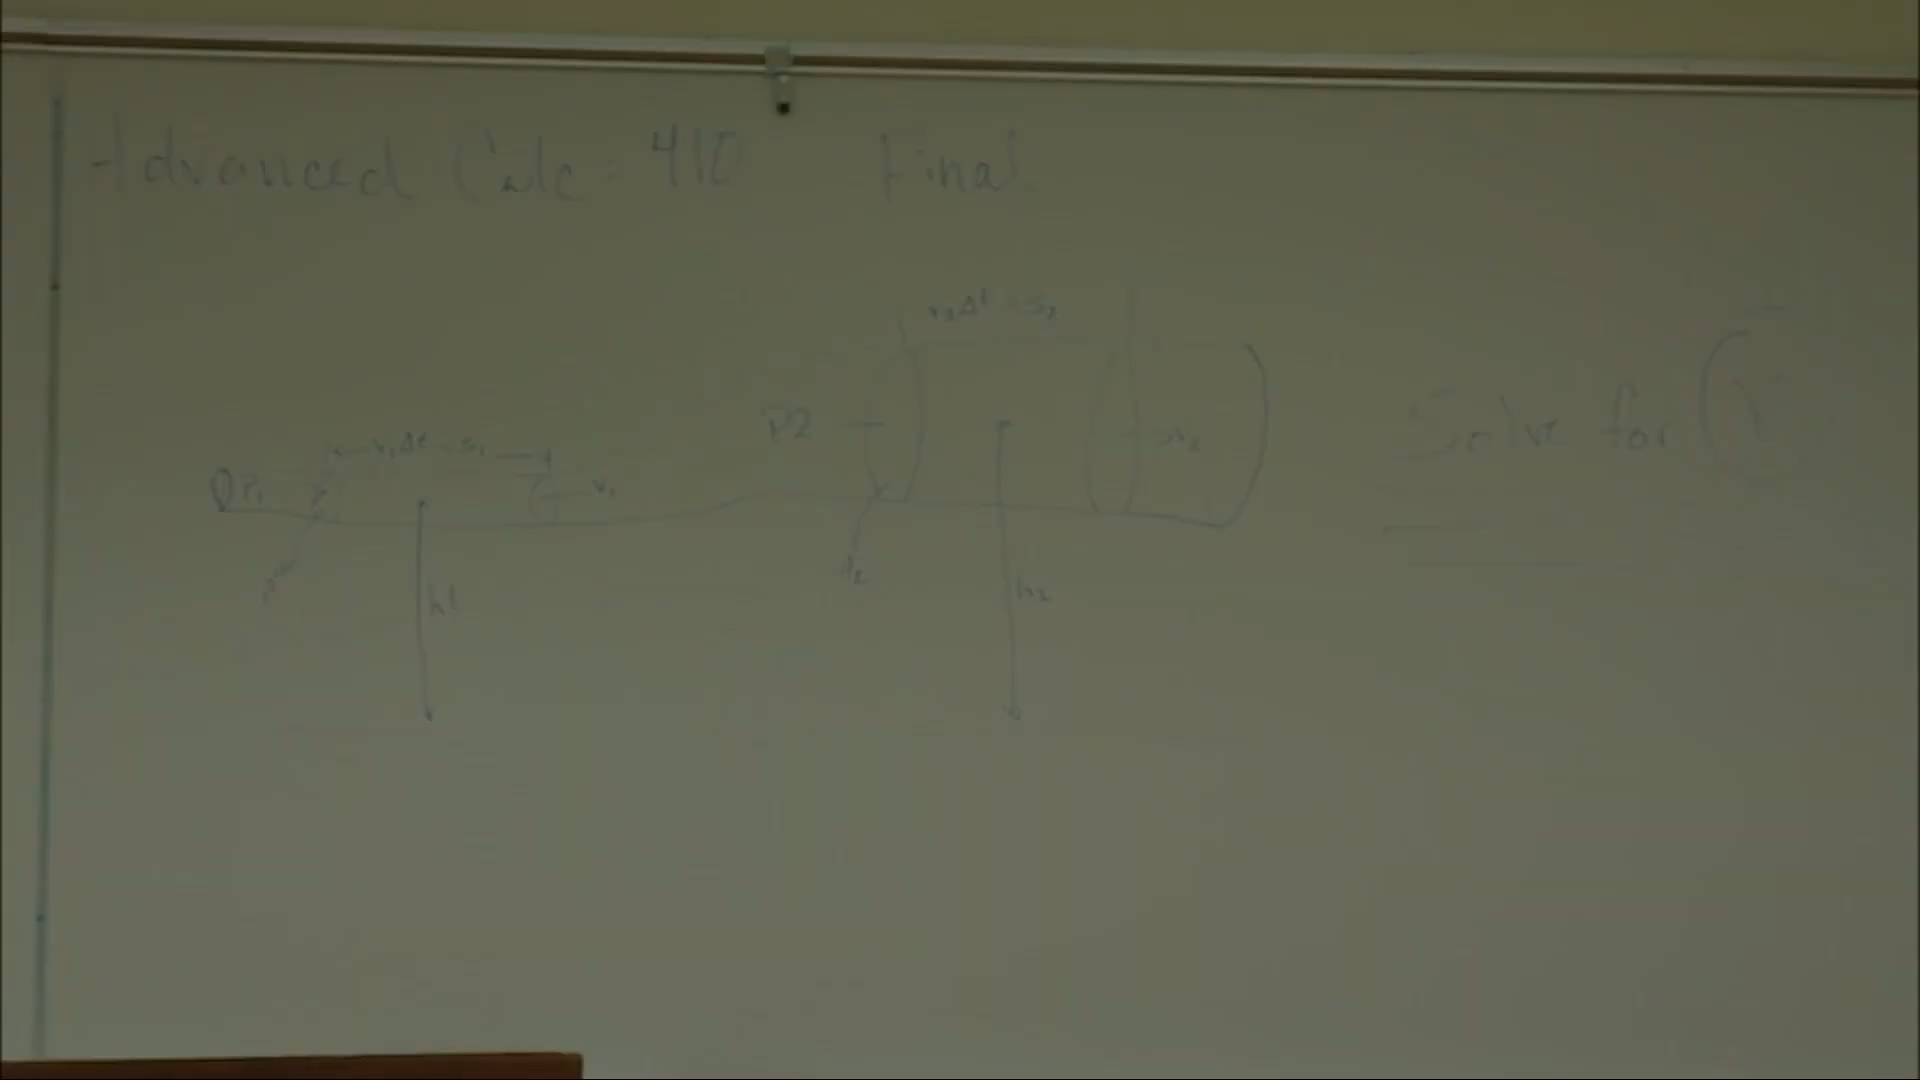 Advanced Calc: 410 Final
v₂Δt = s₂
P2
v₂
Solve for
v₁Δt = s₁
P₁
v₁
A₂
h1
h₂